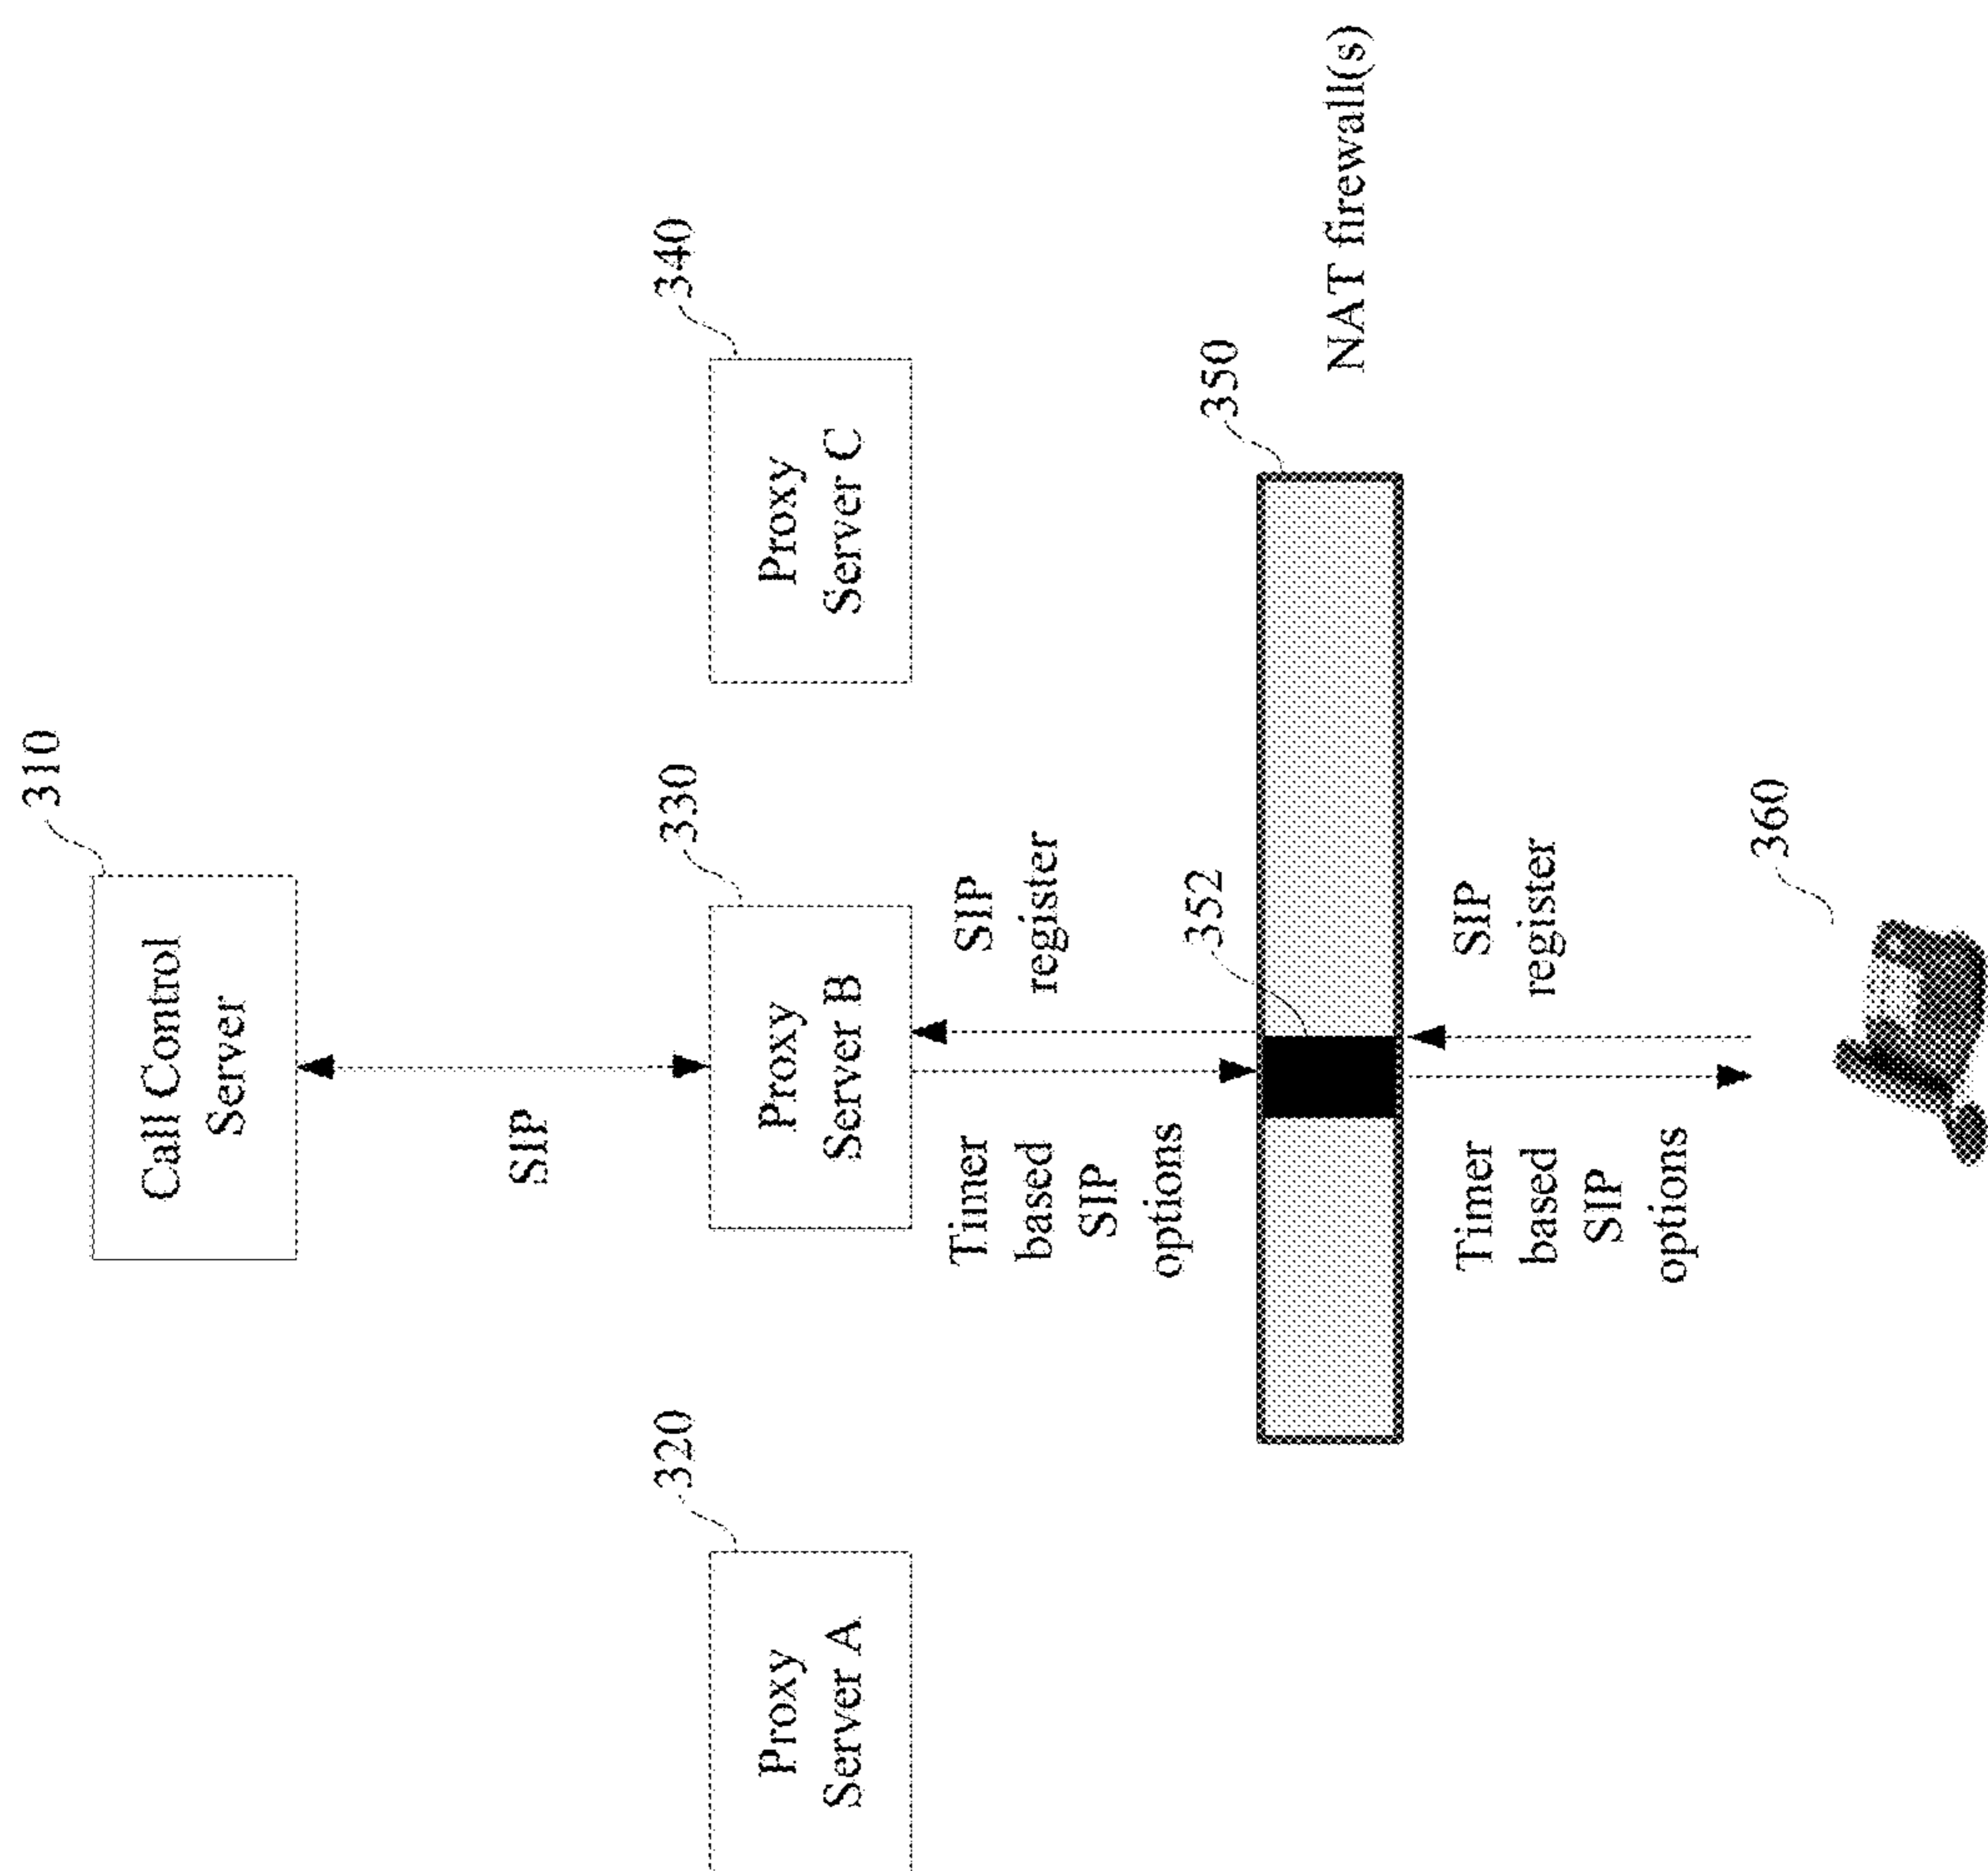 310
Call Control
Server
SIP
320
330
340
Proxy
Server A
Proxy
Server B
Proxy
Server C
Timer
based
SIP
options
SIP
register
352
350
NAT firewall(s)
Timer
based
SIP
options
SIP
register
360